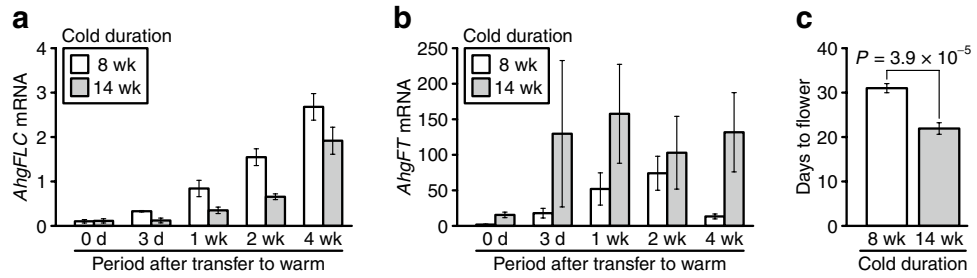 a
Cold duration
8 wk
14 wk
AhgFLC mRNA
4
3
2
1
0
0 d 3 d 1 wk 2 wk 4 wk
Period after transfer to warm
b
Cold duration
8 wk
14 wk
AhgFT mRNA
250
200
150
100
50
0
0 d 3 d 1 wk 2 wk 4 wk
Period after transfer to warm
c
P = 3.9 × 10⁻⁵
Days to flower
40
30
20
10
0
8 wk 14 wk
Cold duration